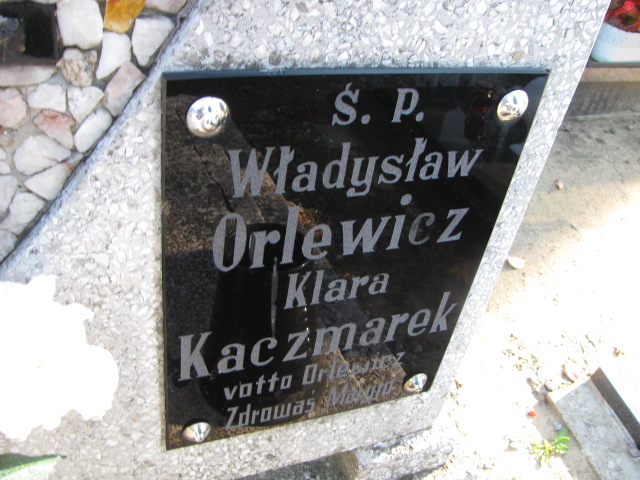 Ś. P.
Władysław
Orlewicz
Klara
Kaczmarek
votto Orlewicz
Zdrowaś